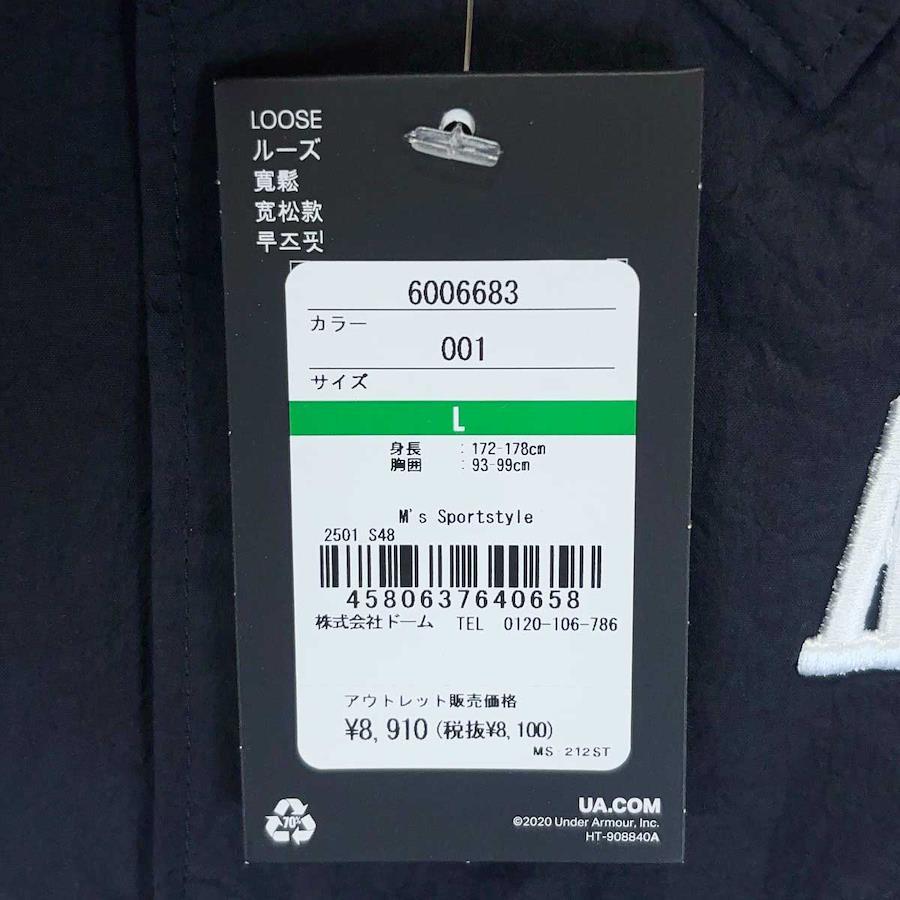 LOOSE
ルーズ
寬鬆
宽松款
루즈핏
6006683
カラー
001
サイズ
L
身長 : 172-178cm
胸囲 : 93-99cm
M's Sportstyle
2501 S48
4580637640658
株式会社ドーム TEL 0120-106-786
アウトレット販売価格
¥8,910 (税抜¥8,100)
MS 212ST
70%
UA.COM
©2020 Under Armour, Inc.
HT-908840A